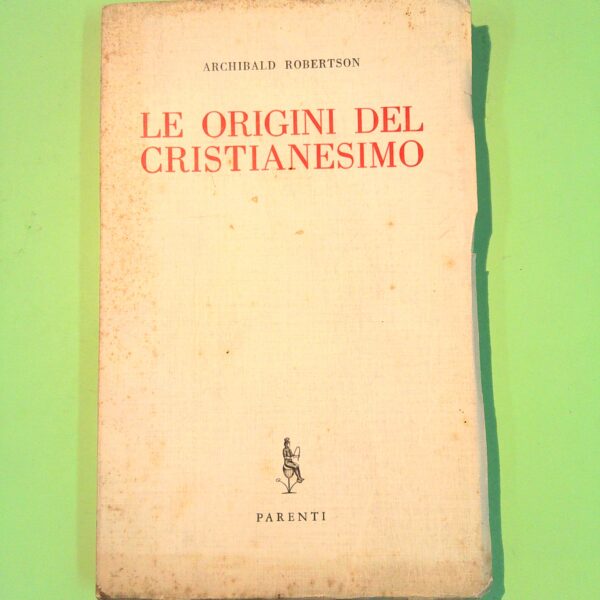 ARCHIBALD ROBERTSON
LE ORIGINI DEL
CRISTIANESIMO
PARENTI